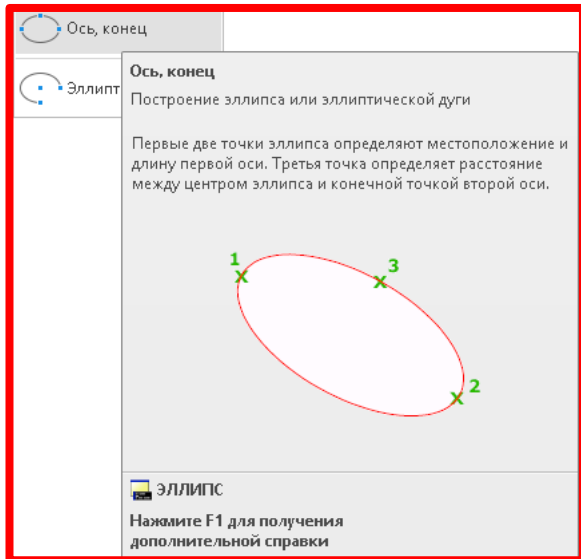 Ось, конец
Эллипт
Ось, конец
Построение эллипса или эллиптической дуги
Первые две точки эллипса определяют местоположение и
длину первой оси. Третья точка определяет расстояние
между центром эллипса и конечной точкой второй оси.
1
3
2
ЭЛЛИПС
Нажмите F1 для получения
дополнительной справки